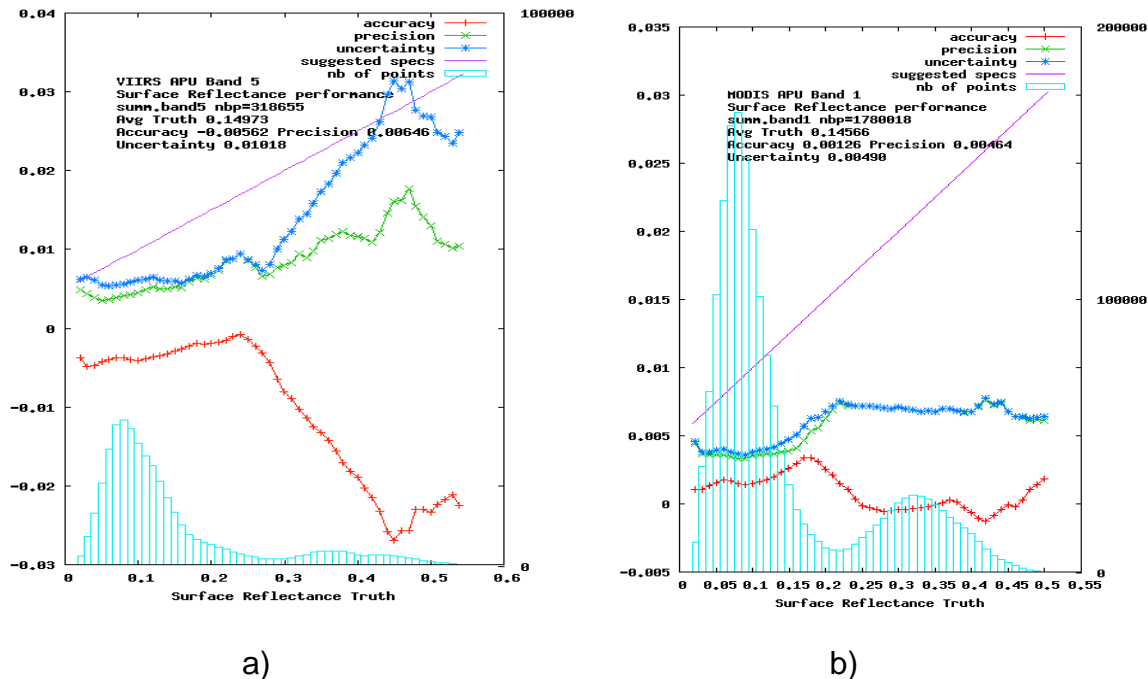 0.04
0.03
0.02
0.01
0
-0.01
-0.02
-0.03
100000
0
accuracy
precision
uncertainty
suggested specs
nb of points
VIIRS APU Band 5
Surface Reflectance performance
summ.band5 nbp=318655
Avg Truth 0.14973
Accuracy -0.00562 Precision 0.00646
Uncertainty 0.01018
0 0.1 0.2 0.3 0.4 0.5 0.6
Surface Reflectance Truth
a)
0.035
0.03
0.025
0.02
0.015
0.01
0.005
0
-0.005
200000
100000
0
accuracy
precision
uncertainty
suggested specs
nb of points
MODIS APU Band 1
Surface Reflectance performance
summ.band1 nbp=1780018
Avg Truth 0.14566
Accuracy 0.00126 Precision 0.00464
Uncertainty 0.00490
0 0.05 0.1 0.15 0.2 0.25 0.3 0.35 0.4 0.45 0.5 0.55
Surface Reflectance Truth
b)